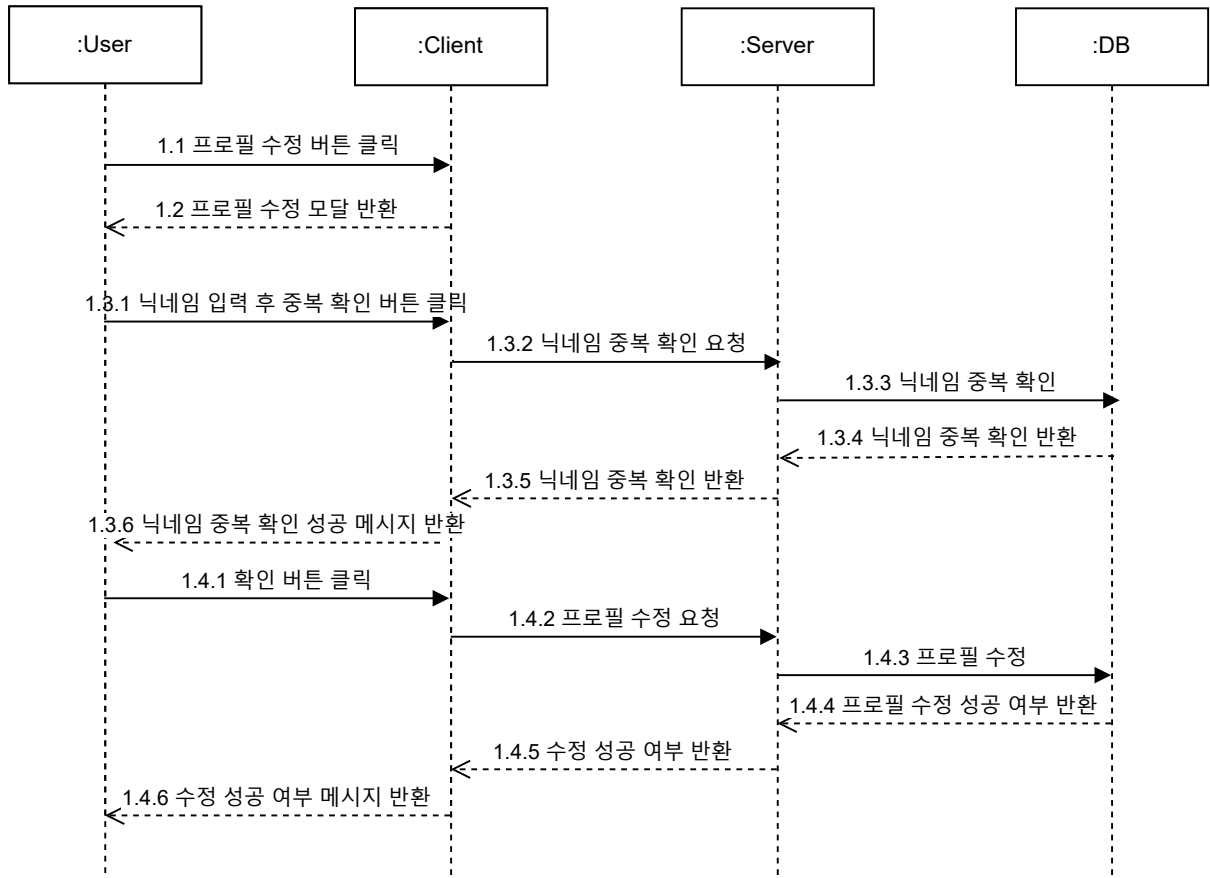 :User
:Client
:Server
:DB
1.1 프로필 수정 버튼 클릭
1.2 프로필 수정 모달 반환
1.3.1 닉네임 입력 후 중복 확인 버튼 클릭
1.3.2 닉네임 중복 확인 요청
1.3.3 닉네임 중복 확인
1.3.4 닉네임 중복 확인 반환
1.3.5 닉네임 중복 확인 반환
1.3.6 닉네임 중복 확인 성공 메시지 반환
1.4.1 확인 버튼 클릭
1.4.2 프로필 수정 요청
1.4.3 프로필 수정
1.4.4 프로필 수정 성공 여부 반환
1.4.5 수정 성공 여부 반환
1.4.6 수정 성공 여부 메시지 반환